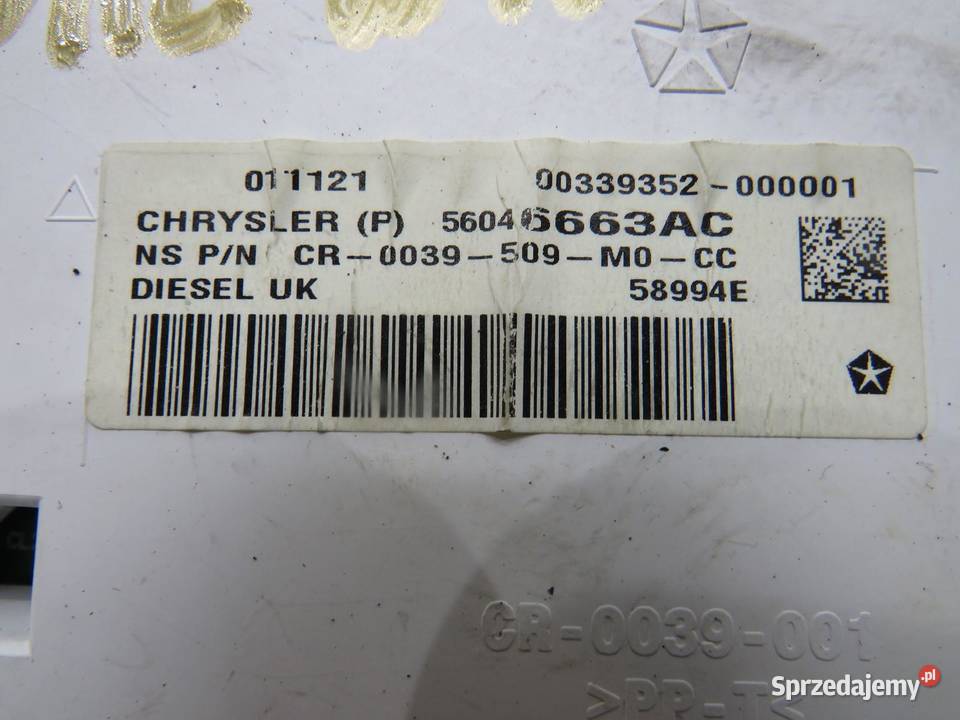 011121 00339352-000001
CHRYSLER (P) 56046663AC
NS P/N CR-0039-509-M0-CC
DIESEL UK 58994E
CR-0039-001
>PP-T<
Sprzedajemy.pl